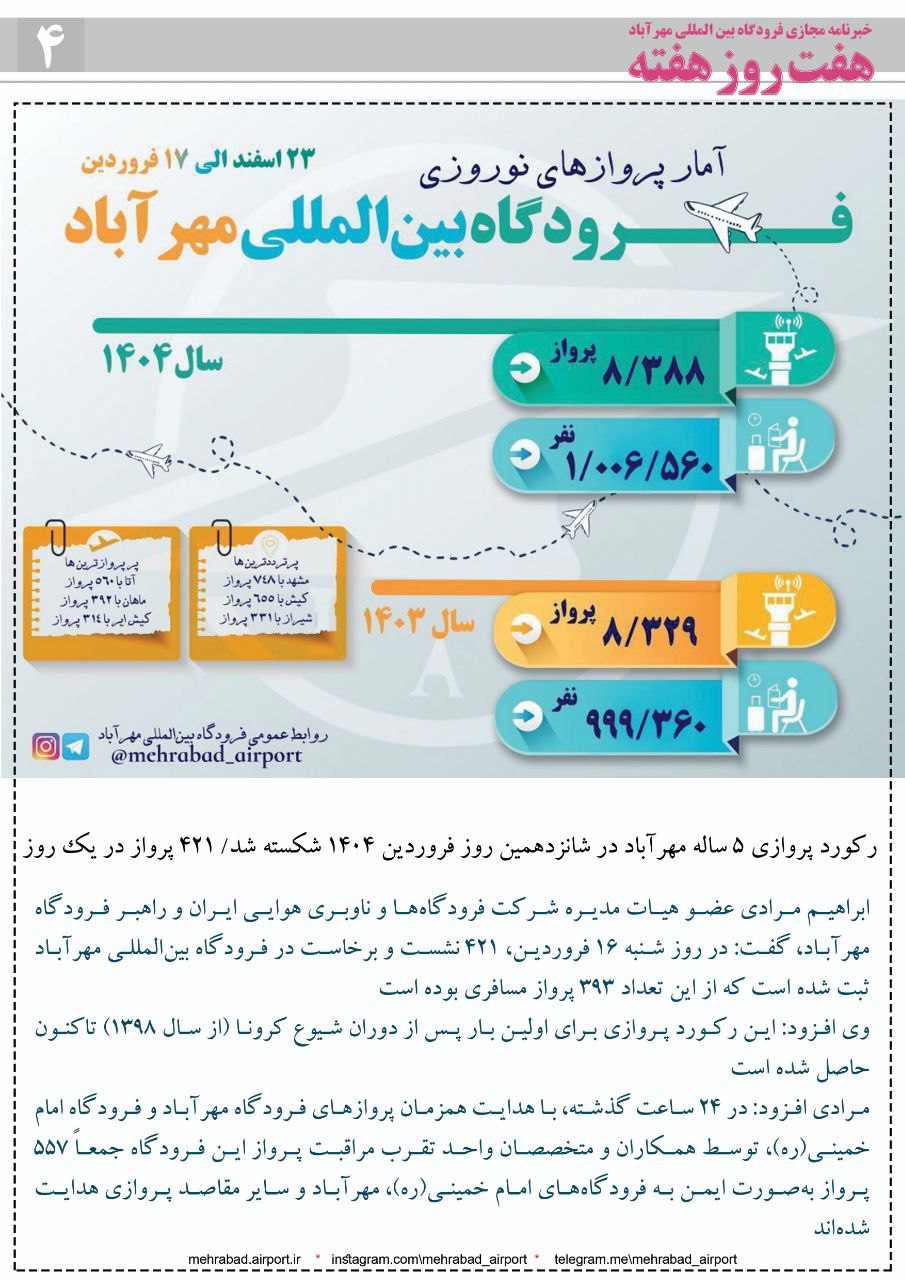 خبرنامه مجازی فرودگاه بین المللی مهرآباد
هفت روز هفته
۴
آمار پروازهای نوروزی
۲۳ اسفند الی ۱۷ فروردین
فرودگاه بین‌المللی مهرآباد
سال ۱۴۰۴
۸/۳۸۸ پرواز
۱/۰۰۶/۵۶۰ نفر
سال ۱۴۰۳
۸/۳۲۹ پرواز
۹۹۹/۳۶۰ نفر
پرترددترین ها
مشهد با ۷۴۸ پرواز
کیش با ۶۵۵ پرواز
شیراز با ۳۳۱ پرواز
پر پروازترین ها
آتا با ۵۶۰ پرواز
ماهان با ۳۹۲ پرواز
کیش ایر با ۳۱۴ پرواز
روابط عمومی فرودگاه بین‌المللی مهرآباد
@mehrabad_airport
رکورد پروازی ۵ ساله مهرآباد در شانزدهمین روز فروردین ۱۴۰۴ شکسته شد/ ۴۲۱ پرواز در یک روز
ابراهیم مرادی عضو هیات مدیره شرکت فرودگاه‌ها و ناوبری هوایی ایران و راهبر فرودگاه
مهرآباد، گفت: در روز شنبه ۱۶ فروردین، ۴۲۱ نشست و برخاست در فرودگاه بین‌المللی مهرآباد
ثبت شده است که از این تعداد ۳۹۳ پرواز مسافری بوده است
وی افزود: این رکورد پروازی برای اولین بار پس از دوران شیوع کرونا (از سال ۱۳۹۸) تاکنون
حاصل شده است
مرادی افزود: در ۲۴ ساعت گذشته، با هدایت همزمان پروازهای فرودگاه مهرآباد و فرودگاه امام
خمینی(ره)، توسط همکاران و متخصصان واحد تقرب مراقبت پرواز این فرودگاه جمعاً ۵۵۷
پرواز به‌صورت ایمن به فرودگاه‌های امام خمینی(ره)، مهرآباد و سایر مقاصد پروازی هدایت
شده‌اند
mehrabad.airport.ir * instagram.com\mehrabad_airport * telegram.me\mehrabad_airport